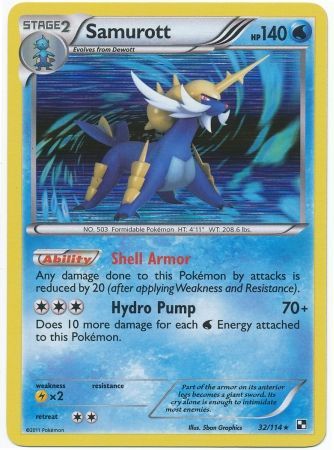 STAGE2
Samurott
HP140
Evolves from Dewott
NO. 503 Formidable Pokémon HT: 4'11" WT: 208.6 lbs.
Ability Shell Armor
Any damage done to this Pokémon by attacks is
reduced by 20 (after applying Weakness and Resistance).
Hydro Pump 70+
Does 10 more damage for each Energy attached
to this Pokémon.
weakness resistance
×2
retreat
Part of the armor on its anterior
legs becomes a giant sword. Its
cry alone is enough to intimidate
most enemies.
©2011 Pokémon
Illus. 5ban Graphics
32/114★